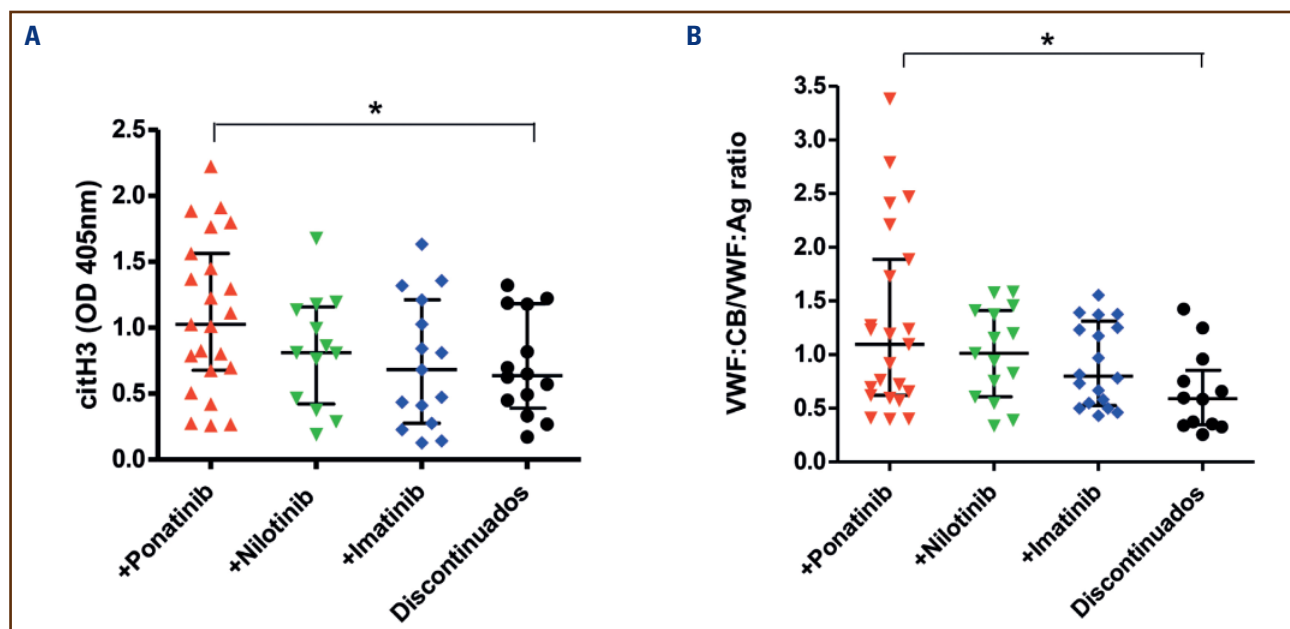 A
*
citH3 (OD 405nm)
2.5
2.0
1.5
1.0
0.5
0.0
+Ponatinib
+Nilotinib
+Imatinib
Discontinuados
B
*
VWF:CB/VWF:Ag ratio
3.5
3.0
2.5
2.0
1.5
1.0
0.5
0.0
+Ponatinib
+Nilotinib
+Imatinib
Discontinuados